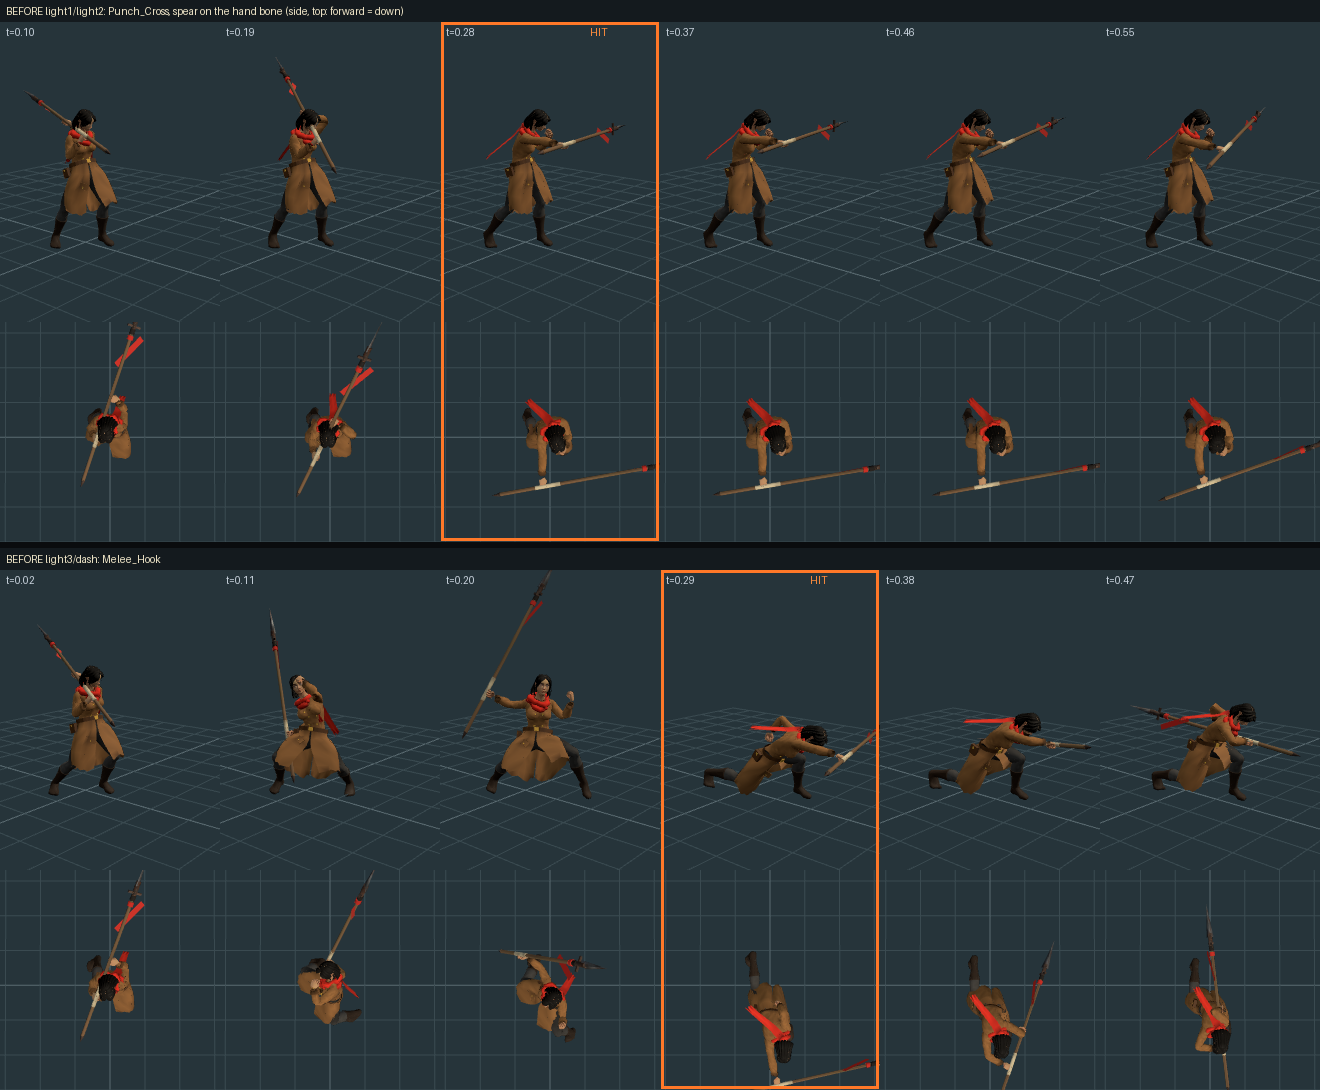 BEFORE light1/light2: Punch_Cross, spear on the hand bone (side, top: forward = down)
t=0.10
t=0.19
t=0.28 HIT
t=0.37
t=0.46
t=0.55
BEFORE light3/dash: Melee_Hook
t=0.02
t=0.11
t=0.20
t=0.29 HIT
t=0.38
t=0.47